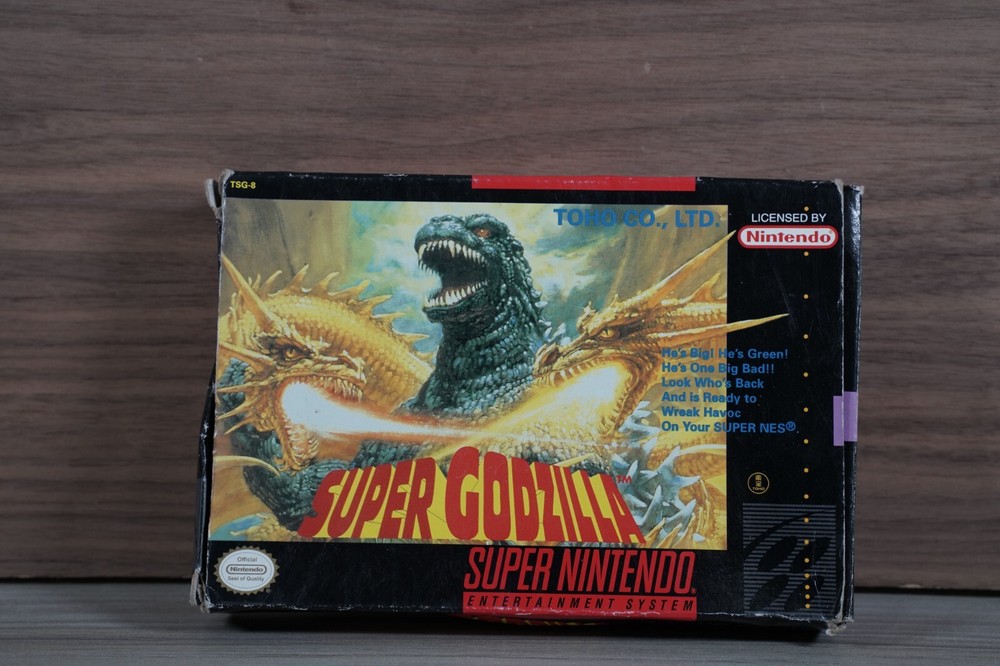 TSG-8
TOHO CO., LTD.
LICENSED BY
Nintendo
He's Big! He's Green!
He's One Big Bad!!
Look Who's Back
And is Ready to
Wreak Havoc
On Your SUPER NES®.
TOHO
SUPER GODZILLA™
Official
Nintendo
Seal of Quality
SUPER NINTENDO®
ENTERTAINMENT SYSTEM